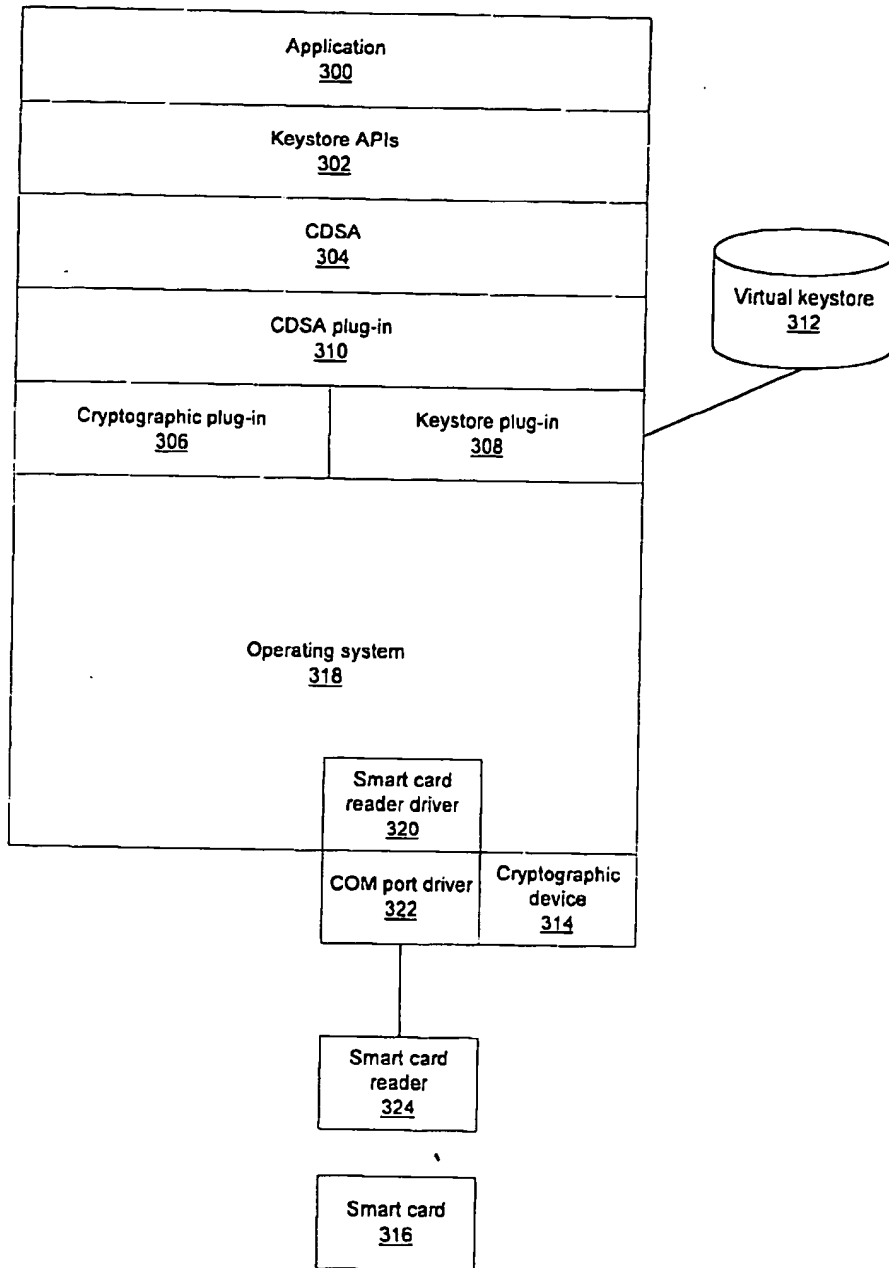 Application
300
Keystore APIs
302
CDSA
304
CDSA plug-in
310
Virtual keystore
312
Cryptographic plug-in
306
Keystore plug-in
308
Operating system
318
Smart card
reader driver
320
COM port driver
322
Cryptographic
device
314
Smart card
reader
324
Smart card
316